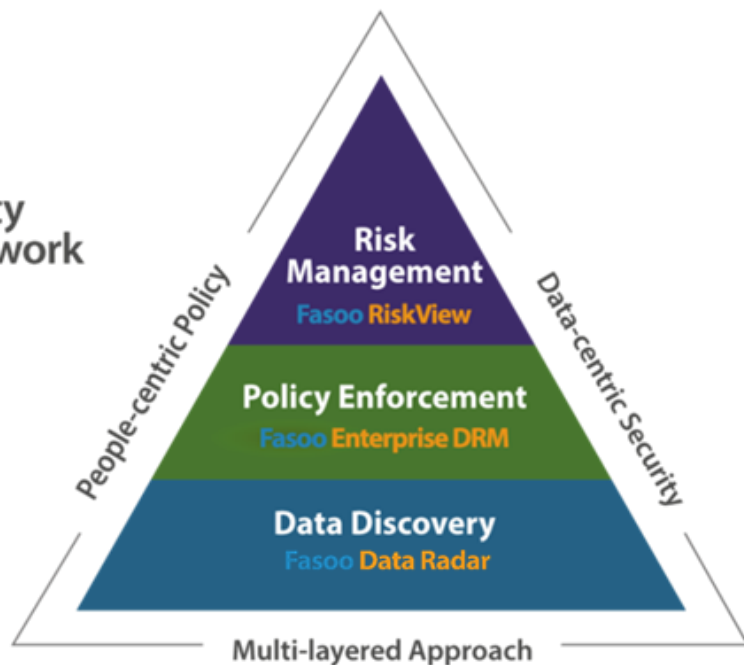 work
Risk
Management
Fasoo RiskView
People-centric Policy
Data-centric Security
Policy Enforcement
Fasoo Enterprise DRM
Data Discovery
Fasoo Data Radar
Multi-layered Approach